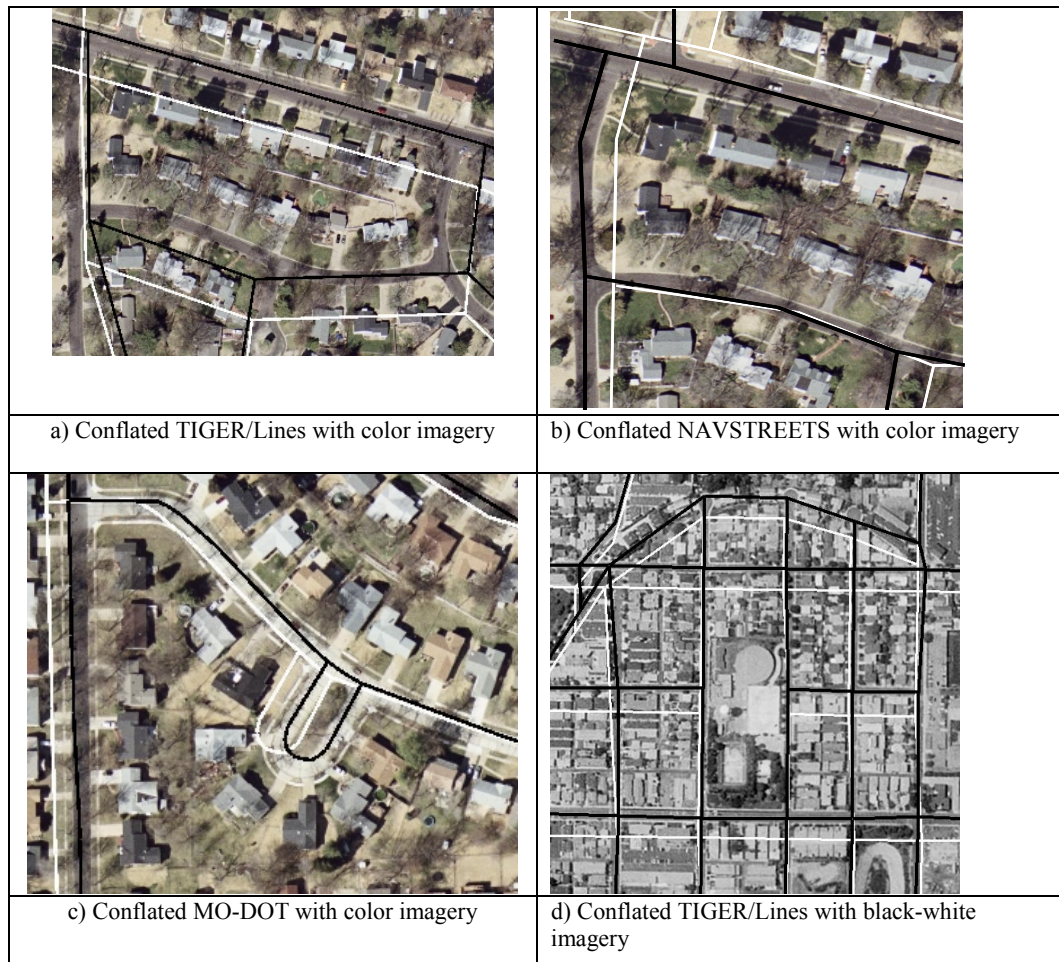 a) Conflated TIGER/Lines with color imagery
b) Conflated NAVSTREETS with color imagery
c) Conflated MO-DOT with color imagery
d) Conflated TIGER/Lines with black-white
imagery